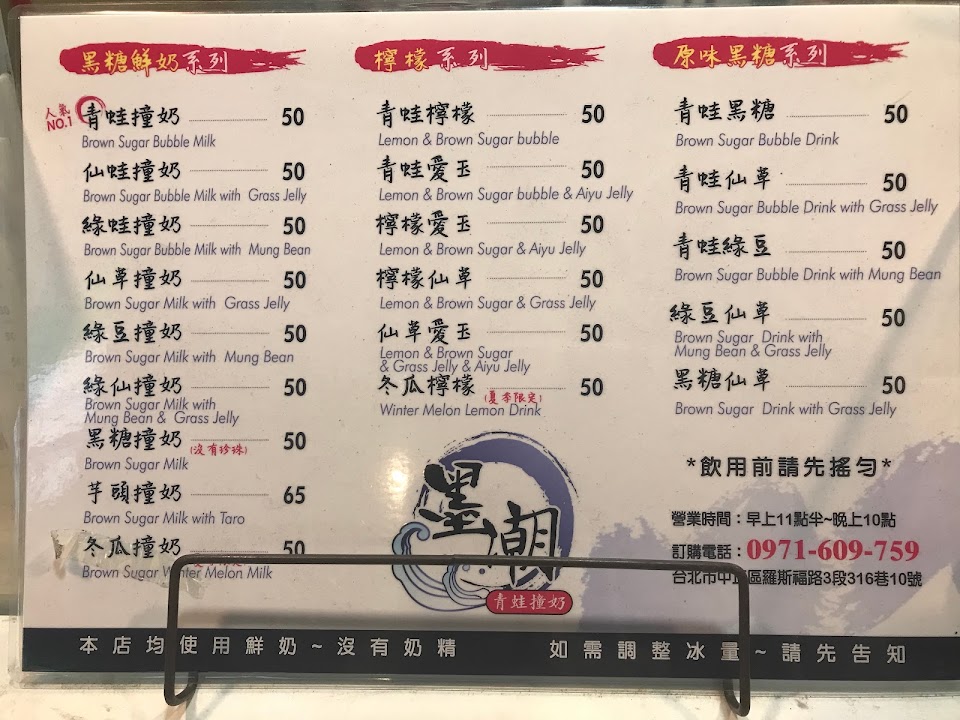 黑糖鮮奶系列
人氣 NO.1
青蛙撞奶 50
Brown Sugar Bubble Milk
仙蛙撞奶 50
Brown Sugar Bubble Milk with Grass Jelly
綠蛙撞奶 50
Brown Sugar Bubble Milk with Mung Bean
仙草撞奶 50
Brown Sugar Milk with Grass Jelly
綠豆撞奶 50
Brown Sugar Milk with Mung Bean
綠仙撞奶 50
Brown Sugar Milk with
Mung Bean & Grass Jelly
黑糖撞奶 (沒有珍珠) 50
Brown Sugar Milk
芋頭撞奶 65
Brown Sugar Milk with Taro
冬瓜撞奶 50
Brown Sugar Winter Melon Milk
檸檬系列
青蛙檸檬 50
Lemon & Brown Sugar bubble
青蛙愛玉 50
Lemon & Brown Sugar bubble & Aiyu Jelly
檸檬愛玉 50
Lemon & Brown Sugar & Aiyu Jelly
檸檬仙草 50
Lemon & Brown Sugar & Grass Jelly
仙草愛玉 50
Lemon & Brown Sugar
& Grass Jelly & Aiyu Jelly
冬瓜檸檬 (夏季限定) 50
Winter Melon Lemon Drink
墨潮
青蛙撞奶
原味黑糖系列
青蛙黑糖 50
Brown Sugar Bubble Drink
青蛙仙草 50
Brown Sugar Bubble Drink with Grass Jelly
青蛙綠豆 50
Brown Sugar Bubble Drink with Mung Bean
綠豆仙草 50
Brown Sugar Drink with
Mung Bean & Grass Jelly
黑糖仙草 50
Brown Sugar Drink with Grass Jelly
*飲用前請先搖勻*
營業時間：早上11點半~晚上10點
訂購電話：0971-609-759
台北市中正區羅斯福路3段316巷10號
本店均使用鮮奶~沒有奶精
如需調整冰量~請先告知